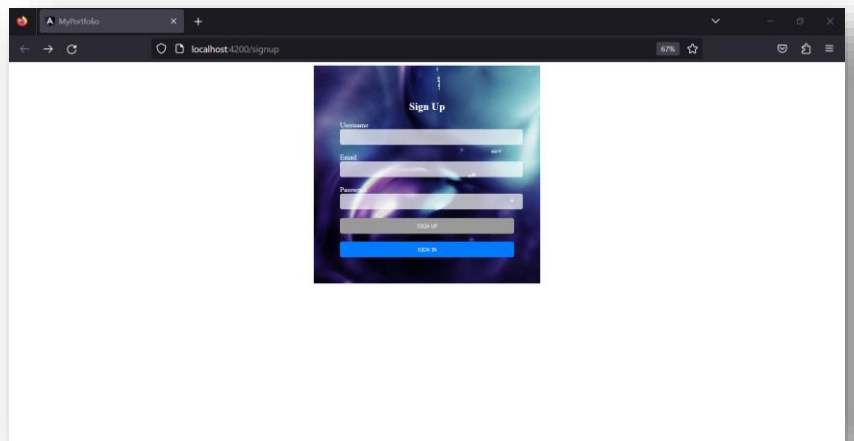 MyPortfolio
localhost:4200/signup
67%
Sign Up
Username
Email
Password
SIGN UP
SIGN IN